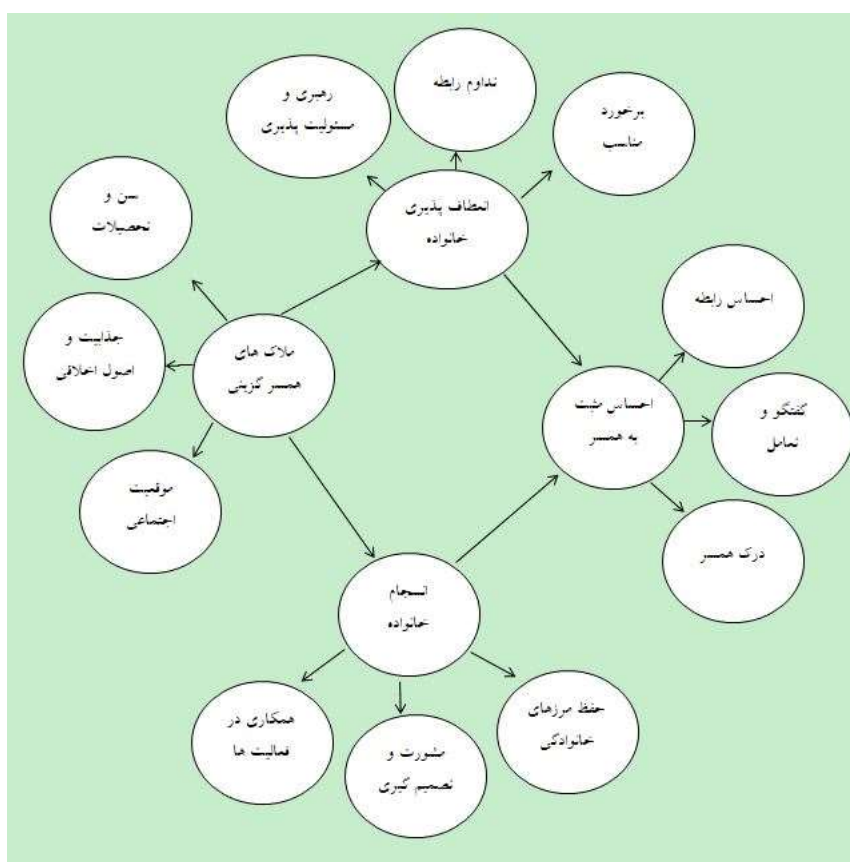 تداوم رابطه
رهبری و
مسئولیت پذیری
برخورد
مناسب
انعطاف پذیری
خانواده
سن و
تحصیلات
احساس رابطه
جذابیت و
اصول اخلاقی
ملاک های
همسر گزینی
احساس مثبت
به همسر
گفتگو و
تعامل
موقعیت
اجتماعی
درک همسر
انسجام
خانواده
حفظ مرزهای
خانوادگی
همکاری در
فعالیت ها
مشورت و
تصمیم گیری